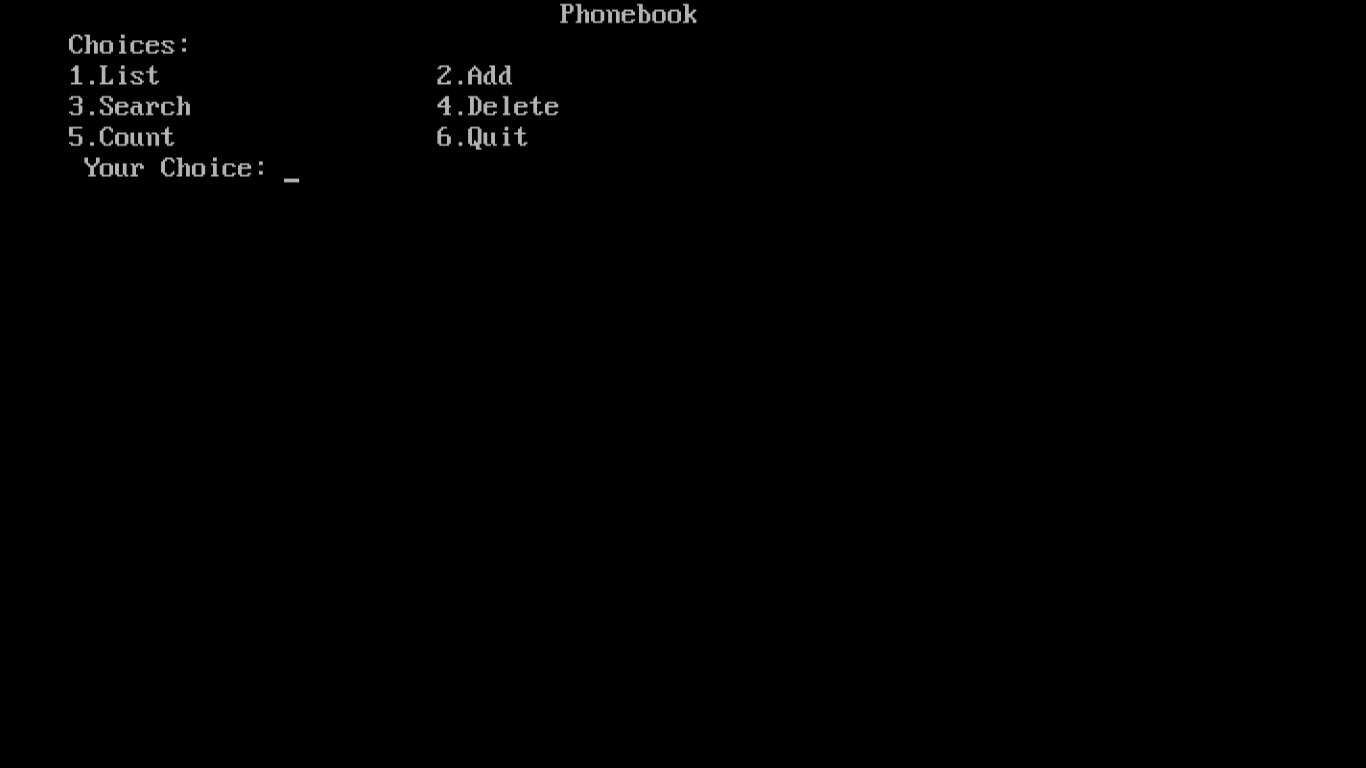 Phonebook
Choices:
1.List 2.Add
3.Search 4.Delete
5.Count 6.Quit
Your Choice: _